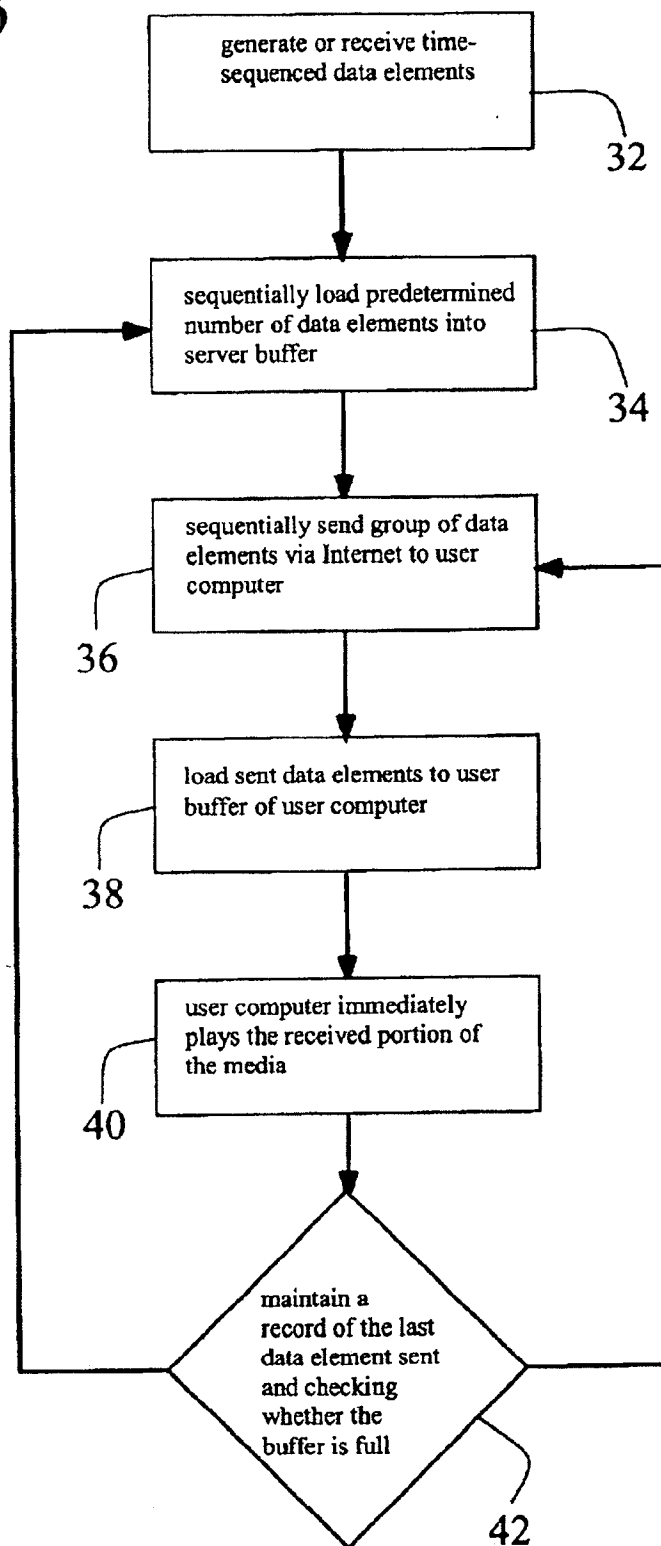 generate or receive time-
sequenced data elements
32
sequentially load predetermined
number of data elements into
server buffer
34
sequentially send group of data
elements via Internet to user
computer
36
load sent data elements to user
buffer of user computer
38
user computer immediately
plays the received portion of
the media
40
maintain a
record of the last
data element sent
and checking
whether the
buffer is full
42